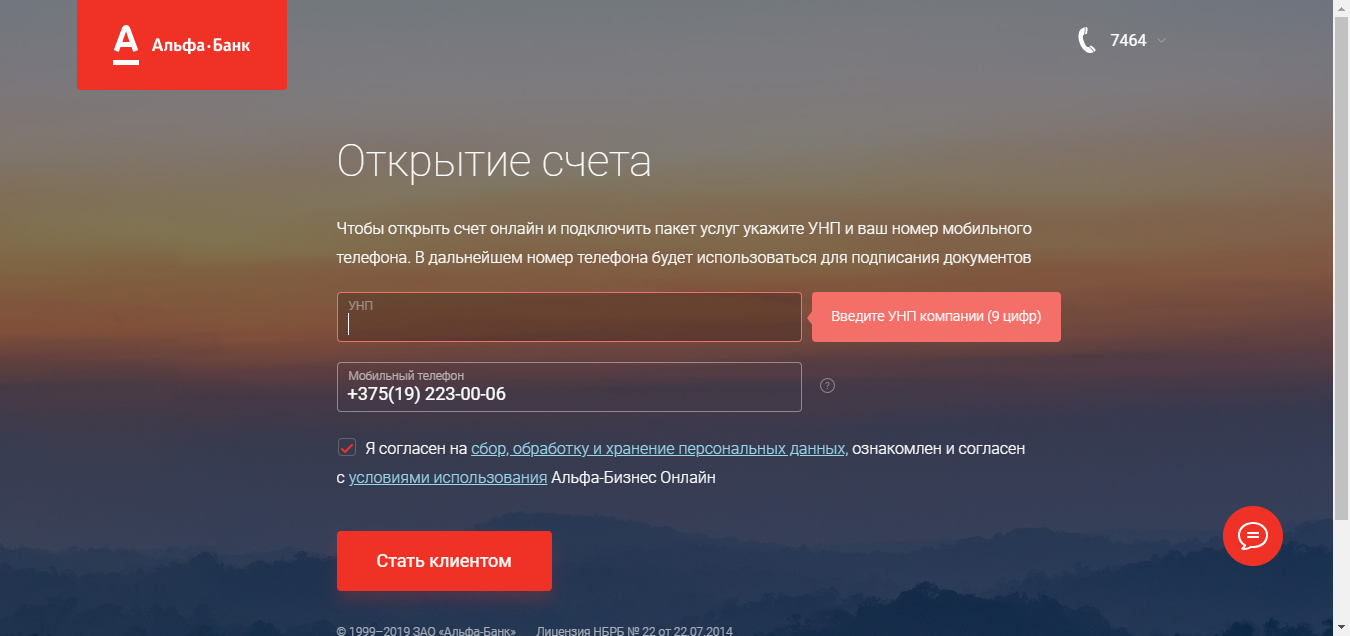 Альфа·Банк
7464
Открытие счета
Чтобы открыть счет онлайн и подключить пакет услуг укажите УНП и ваш номер мобильного
телефона. В дальнейшем номер телефона будет использоваться для подписания документов
УНП
Введите УНП компании (9 цифр)
Мобильный телефон
+375(19) 223-00-06
?
Я согласен на сбор, обработку и хранение персональных данных, ознакомлен и согласен
с условиями использования Альфа-Бизнес Онлайн
Стать клиентом
© 1999–2019 ЗАО «Альфа-Банк» Лицензия НБРБ № 22 от 22.07.2014